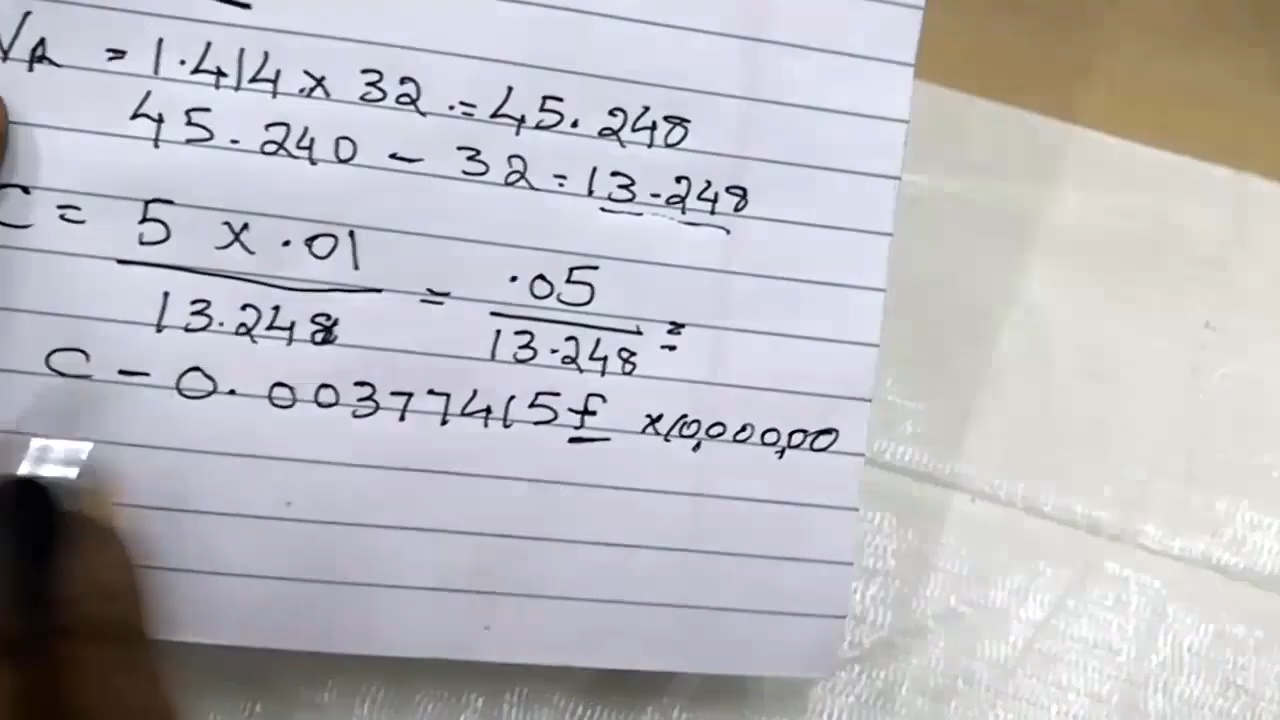 VR = 1.414 x 32 .= 45.248
45.240 - 32 = 13.248
C = 5 x .01 / 13.248 = .05 / 13.248 =
C - 0.00377415f x10,000,00